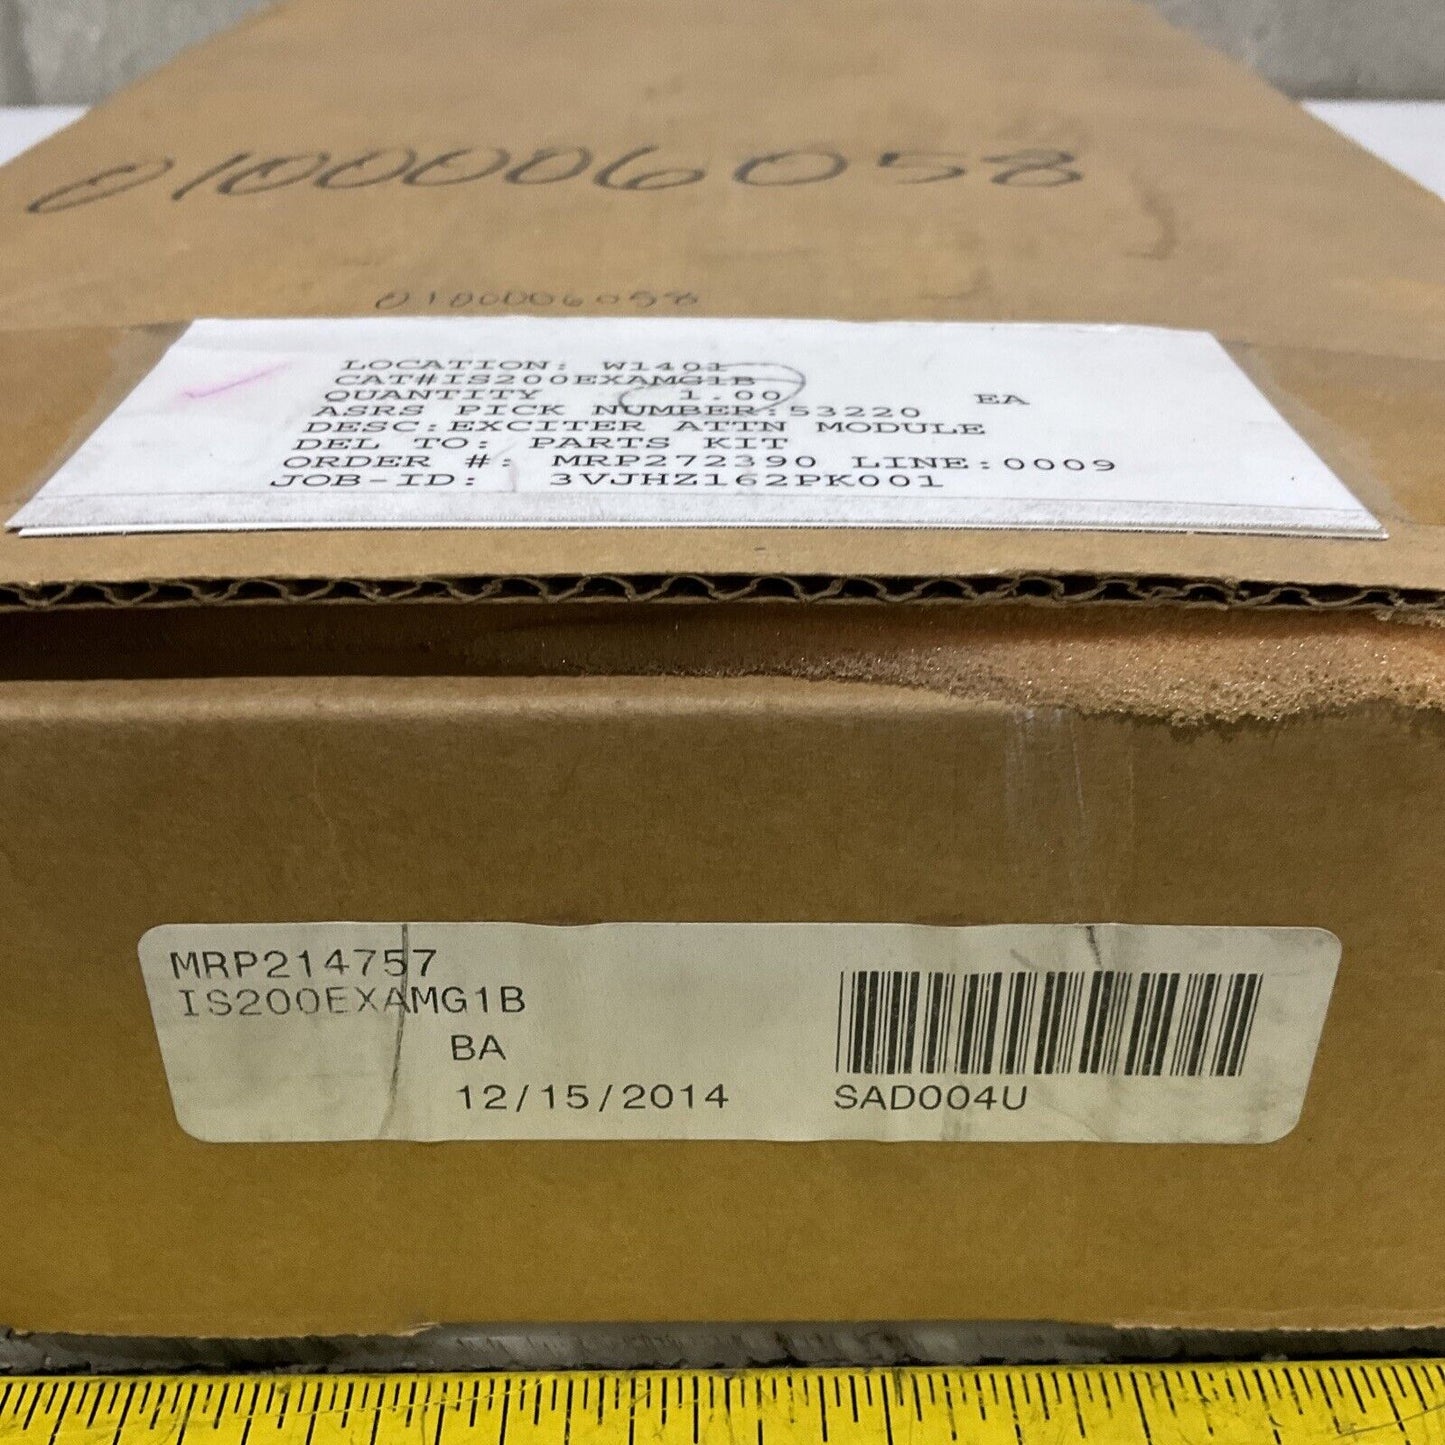 0100006058
0100006058
LOCATION: W1401
CAT#IS200EXAMG1B
QUANTITY 1.00 EA
ASRS PICK NUMBER:53220
DESC:EXCITER ATTN MODULE
DEL TO: PARTS KIT
ORDER #: MRP272390 LINE:0009
JOB-ID: 3VJHZ162PK001
MRP214757
IS200EXAMG1B
BA
12/15/2014
SAD004U